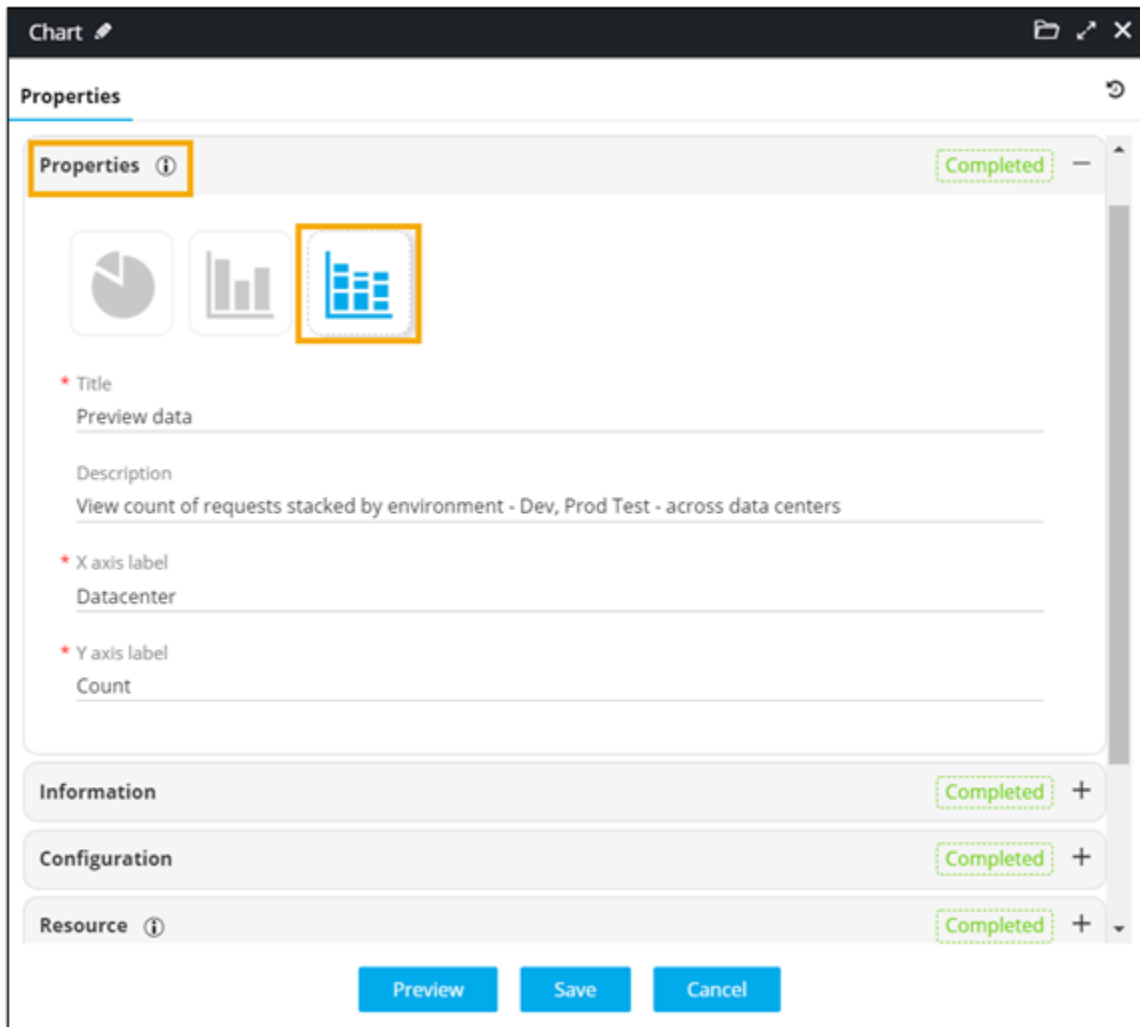 Chart
Properties
Properties
Completed
* Title
Preview data
Description
View count of requests stacked by environment - Dev, Prod Test - across data centers
* X axis label
Datacenter
* Y axis label
Count
Information
Completed
Configuration
Completed
Resource
Completed
Preview
Save
Cancel